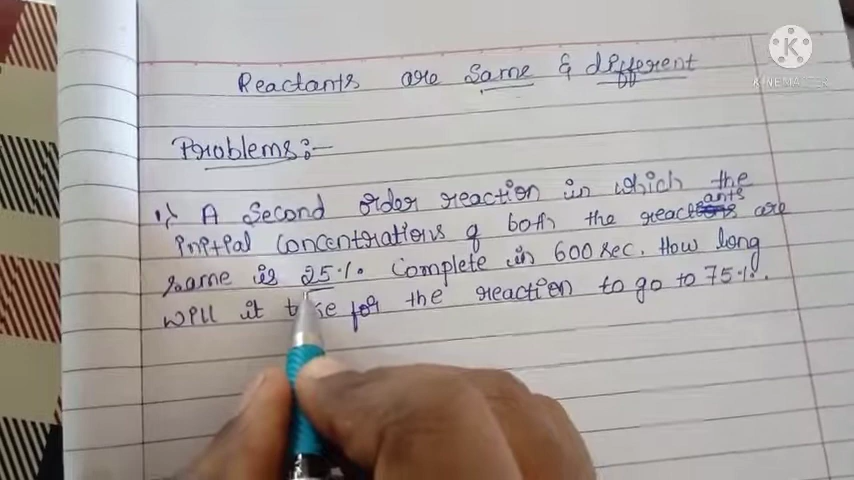 Reactants are same & different
KINEMASTER
Problems:-
1) A second order reaction in which the
initial concentrations of both the reactants are
same is 25% complete in 600 sec. How long
will it take for the reaction to go to 75%.